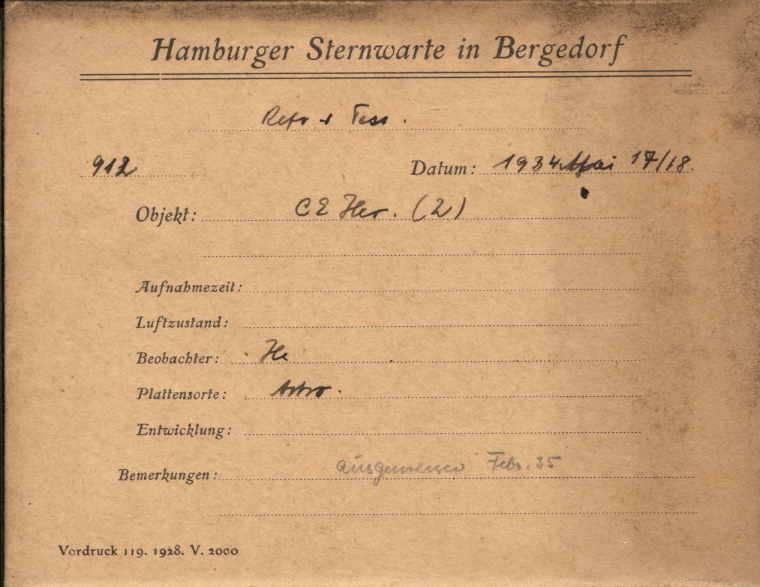 Hamburger Sternwarte in Bergedorf
Refr + Tess.
912 Datum: 1934 Mai 17/18.
Objekt: CE Her. (2)
Aufnahmezeit:
Luftzustand:
Beobachter: He
Plattensorte: Astro.
Entwicklung:
Bemerkungen: ausgemessen Febr. 35
Vordruck 119. 1928. V. 2000